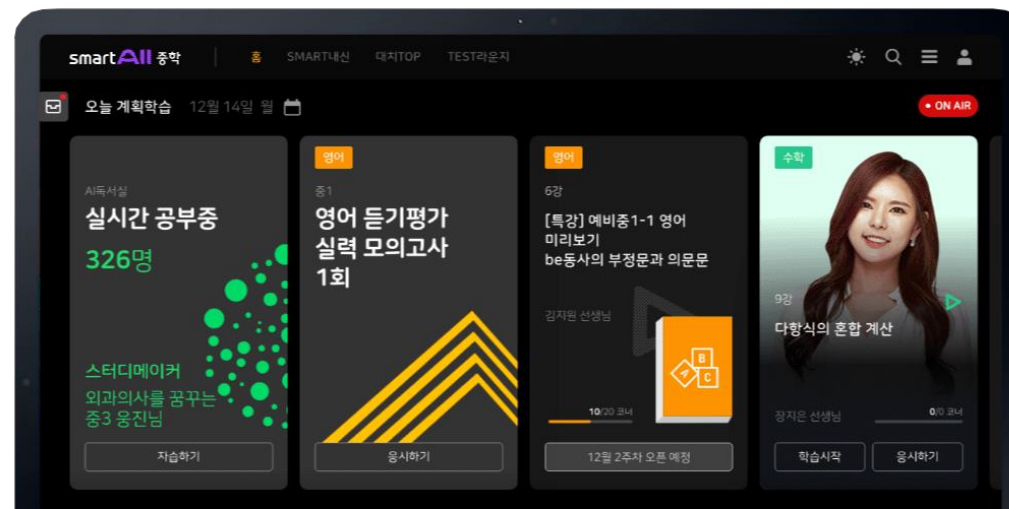 smartAll 중학
홈 SMART내신 대치TOP TEST라운지
오늘 계획학습 12월 14일 월
• ON AIR
AI독서실
실시간 공부중
326명
스터디메이커
외과의사를 꿈꾸는
중3 웅진님
자습하기
영어
중1
영어 듣기평가
실력 모의고사
1회
응시하기
영어
6강
[특강] 예비중1-1 영어
미리보기
be동사의 부정문과 의문문
김지원 선생님
A
B
C
10/20 코너
12월 2주차 오픈 예정
수학
9강
다항식의 혼합 계산
장지은 선생님
0/0 코너
학습시작
응시하기